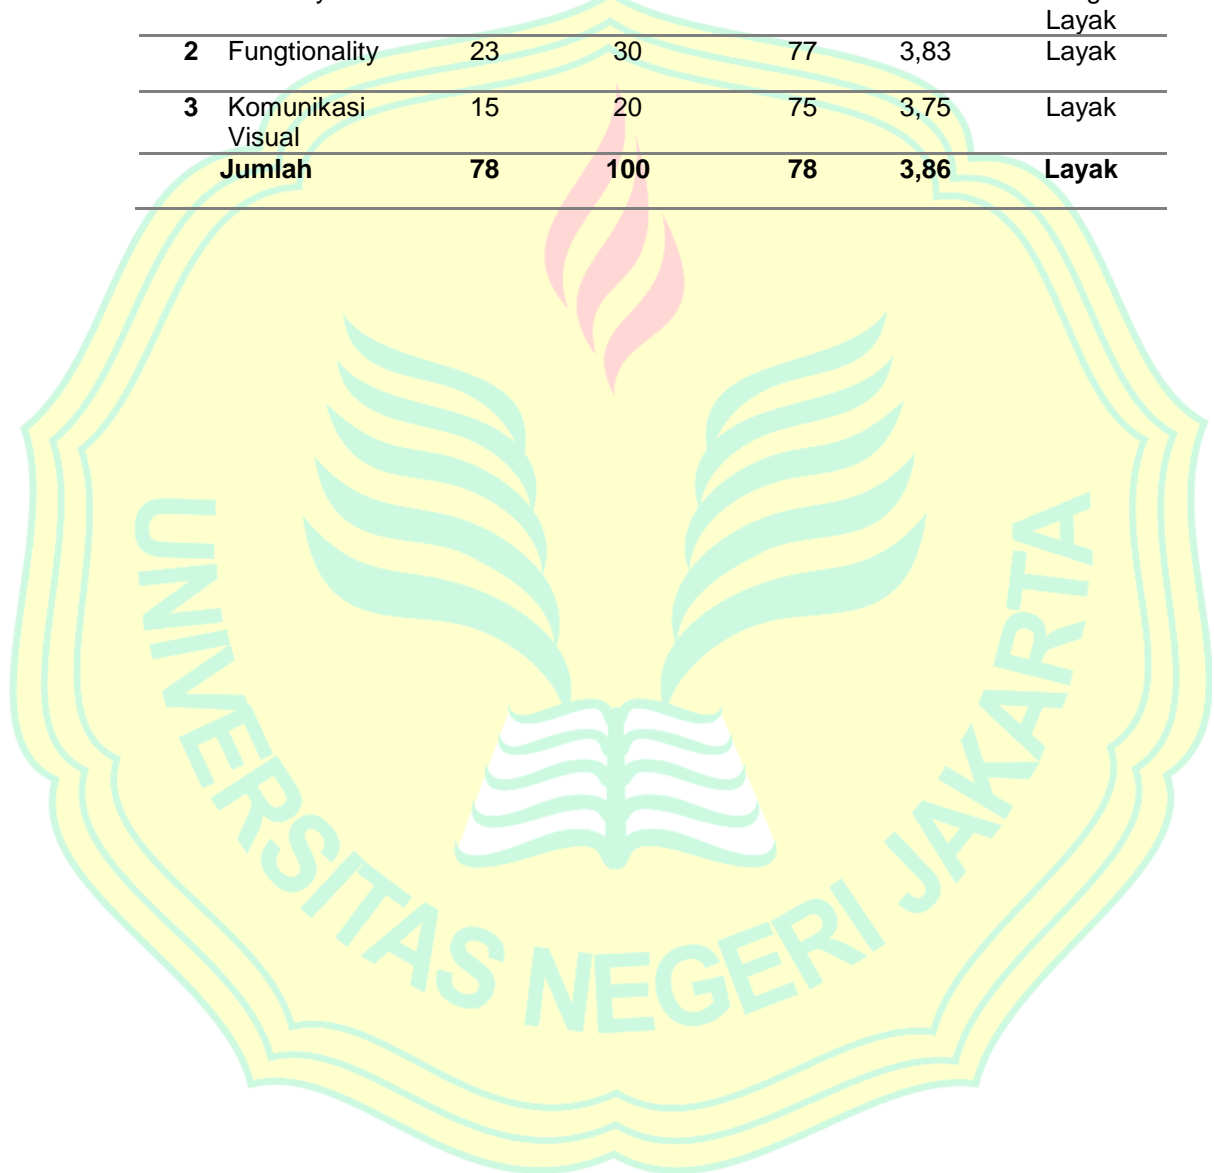 Layak
2 Fungtionality 23 30 77 3,83 Layak
3 Komunikasi 15 20 75 3,75 Layak
Visual
Jumlah 78 100 78 3,86 Layak
UNIVERSITAS NEGERI JAKARTA